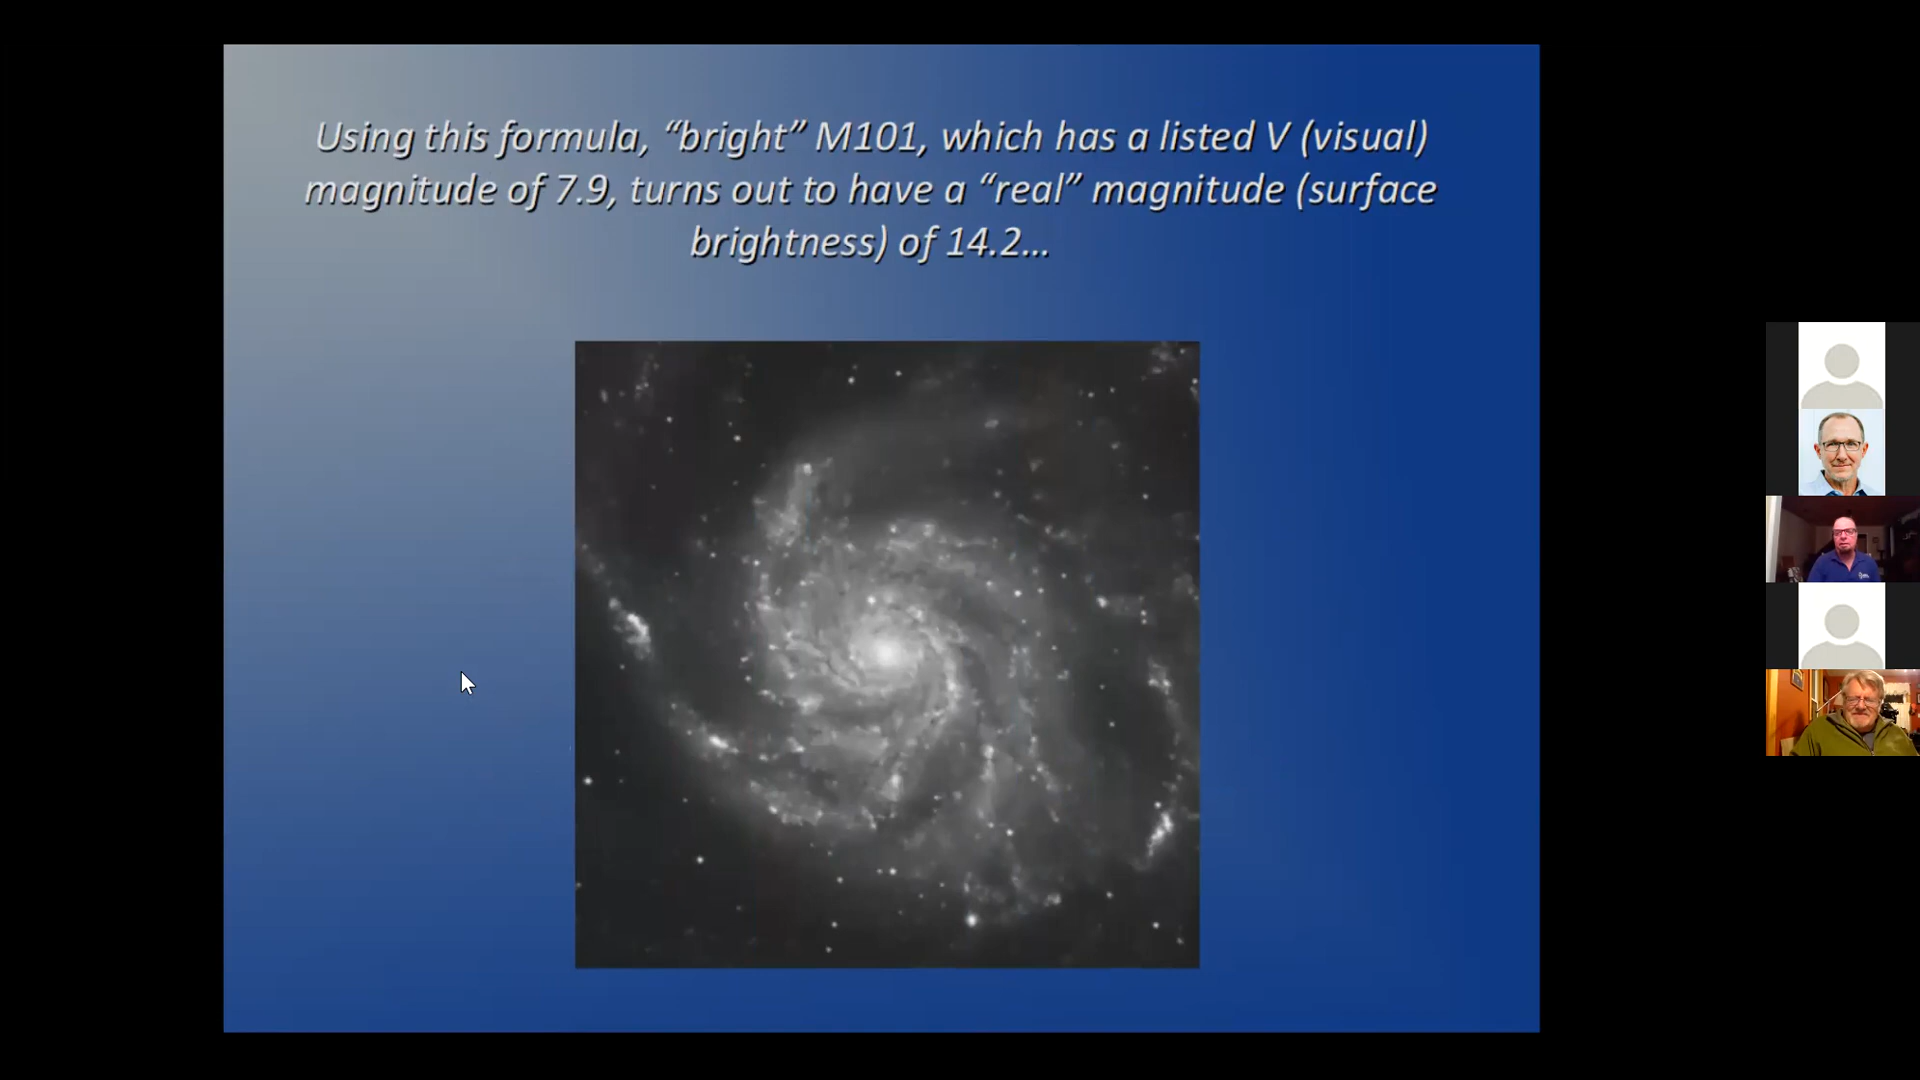 Using this formula, “bright” M101, which has a listed V (visual)
magnitude of 7.9, turns out to have a “real” magnitude (surface
brightness) of 14.2...